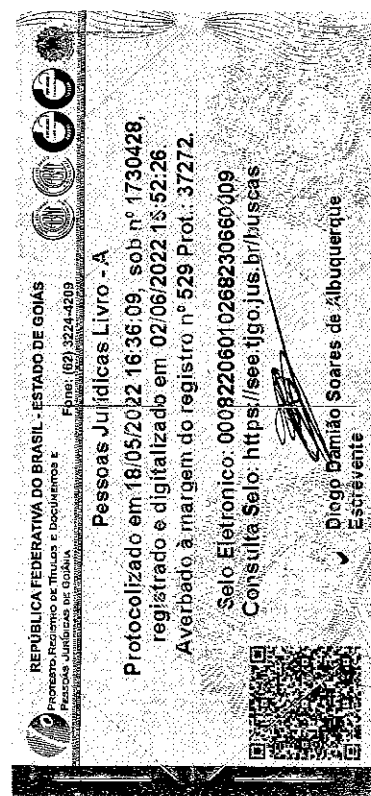 REPÚBLICA FEDERATIVA DO BRASIL - ESTADO DE GOIÁS
PROTESTO, REGISTRO DE TÍTULOS E DOCUMENTOS E
PESSOAS JURÍDICAS DE GOIÂNIA Fone: (62) 3224-4209
Pessoas Jurídicas Livro - A
Protocolizado em 18/05/2022 16:36:09, sob nº 1730428,
registrado e digitalizado em 02/06/2022 15:52:26
Averbado à margem do registro nº 529 Prot.: 37272.
Selo Eletronico: 00082206010268230660009
Consulta Selo: https://see.tjgo.jus.br/buscas
Diogo Damião Soares de Albuquerque
Escrevente